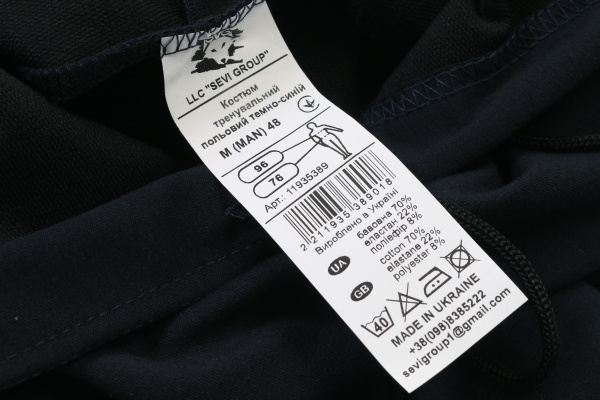 LLC "SEVI GROUP"
Костюм
тренувальний
польовий темно-синій
M (MAN) 48
96
76
Арт.: 11935389
2 211935 389018
Вироблено в Україні
UA
бавовна 70%
еластан 22%
поліефір 8%
GB
cotton 70%
elastane 22%
polyester 8%
40
MADE IN UKRAINE
+38(098)8385222
sevigroup1@gmail.com